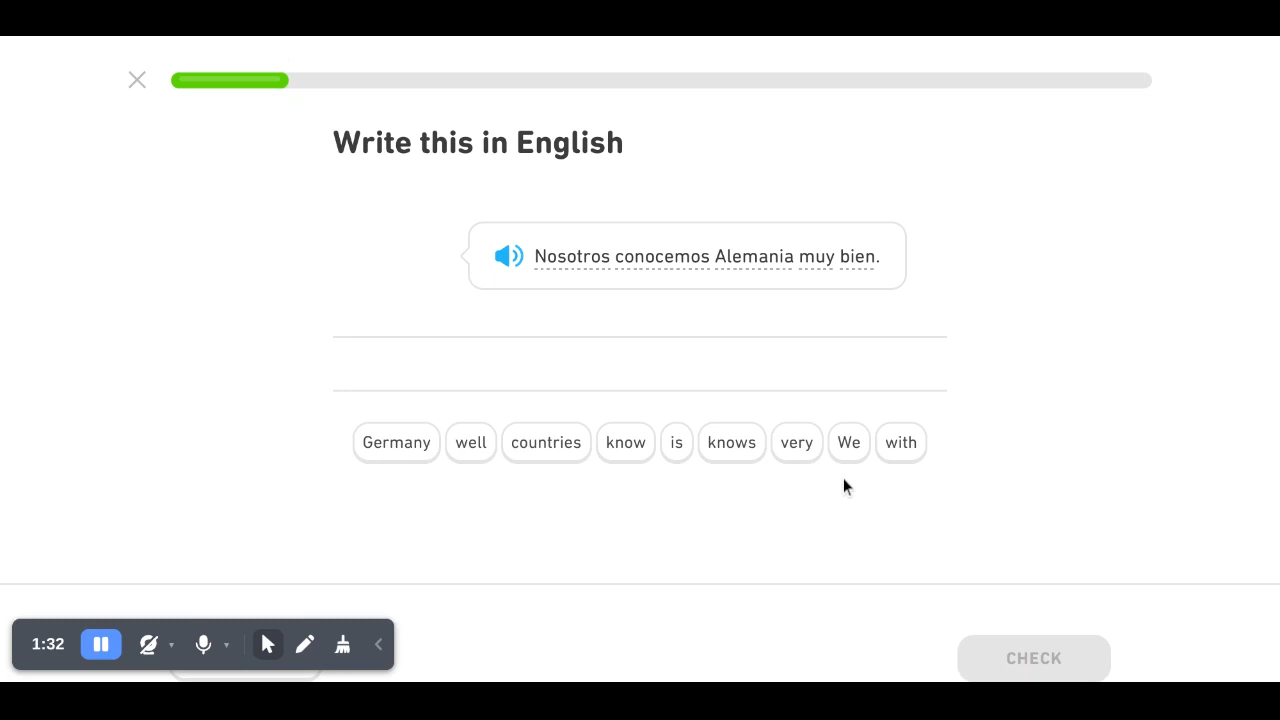 Write this in English
Nosotros conocemos Alemania muy bien.
Germany well countries know is knows very We with
1:32
CHECK